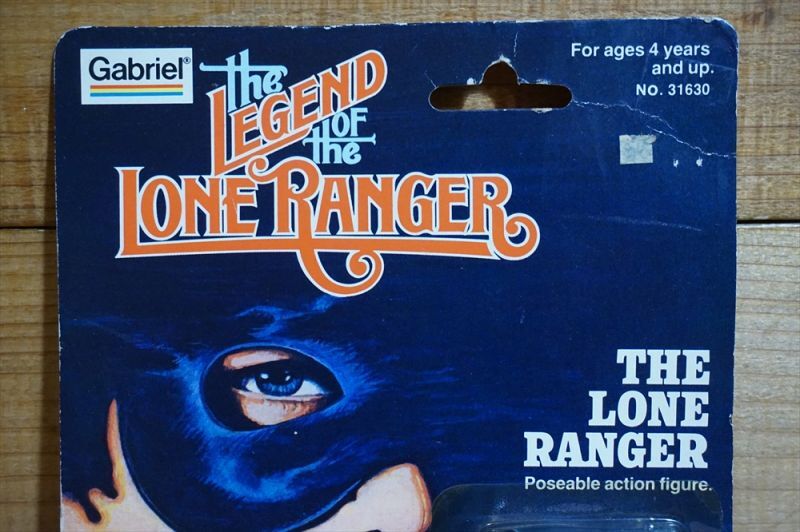 Gabriel®
the
LEGEND
OF
the
LONE RANGER
For ages 4 years
and up.
NO. 31630
THE
LONE
RANGER
Poseable action figure.